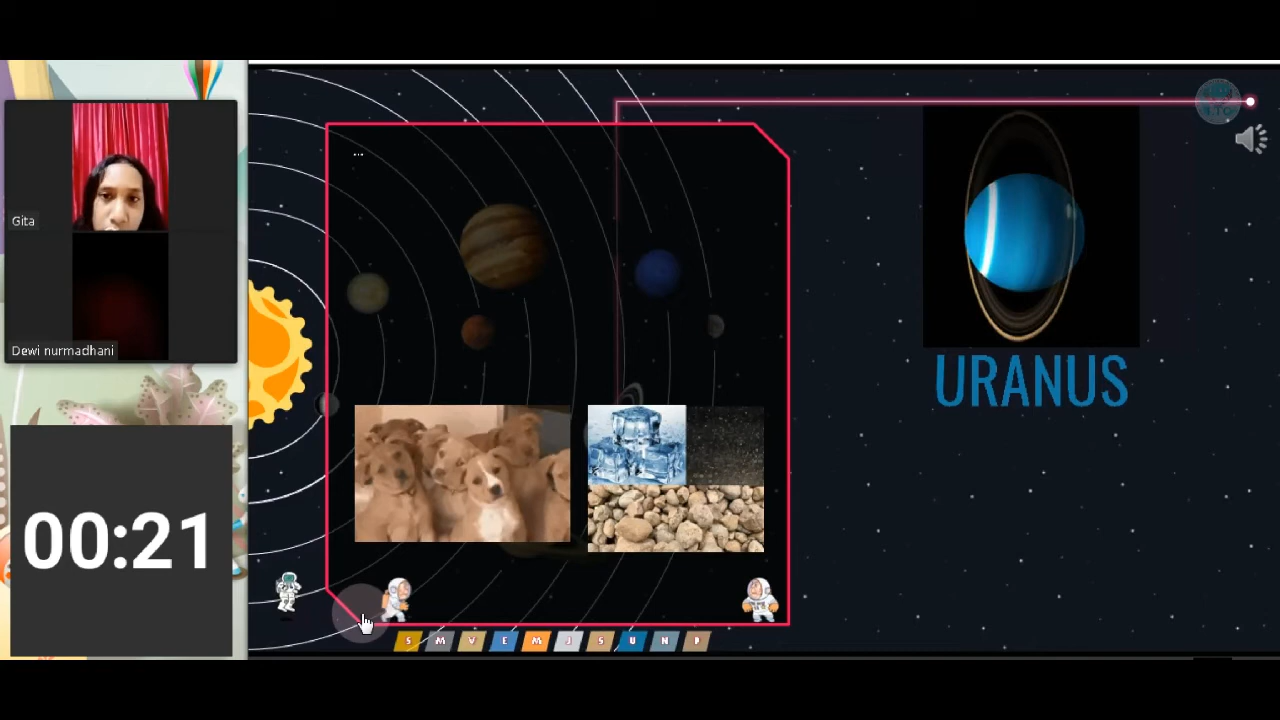 Gita
Dewi nurmadhani
00:21
...
URANUS
S M V E M J S U N P